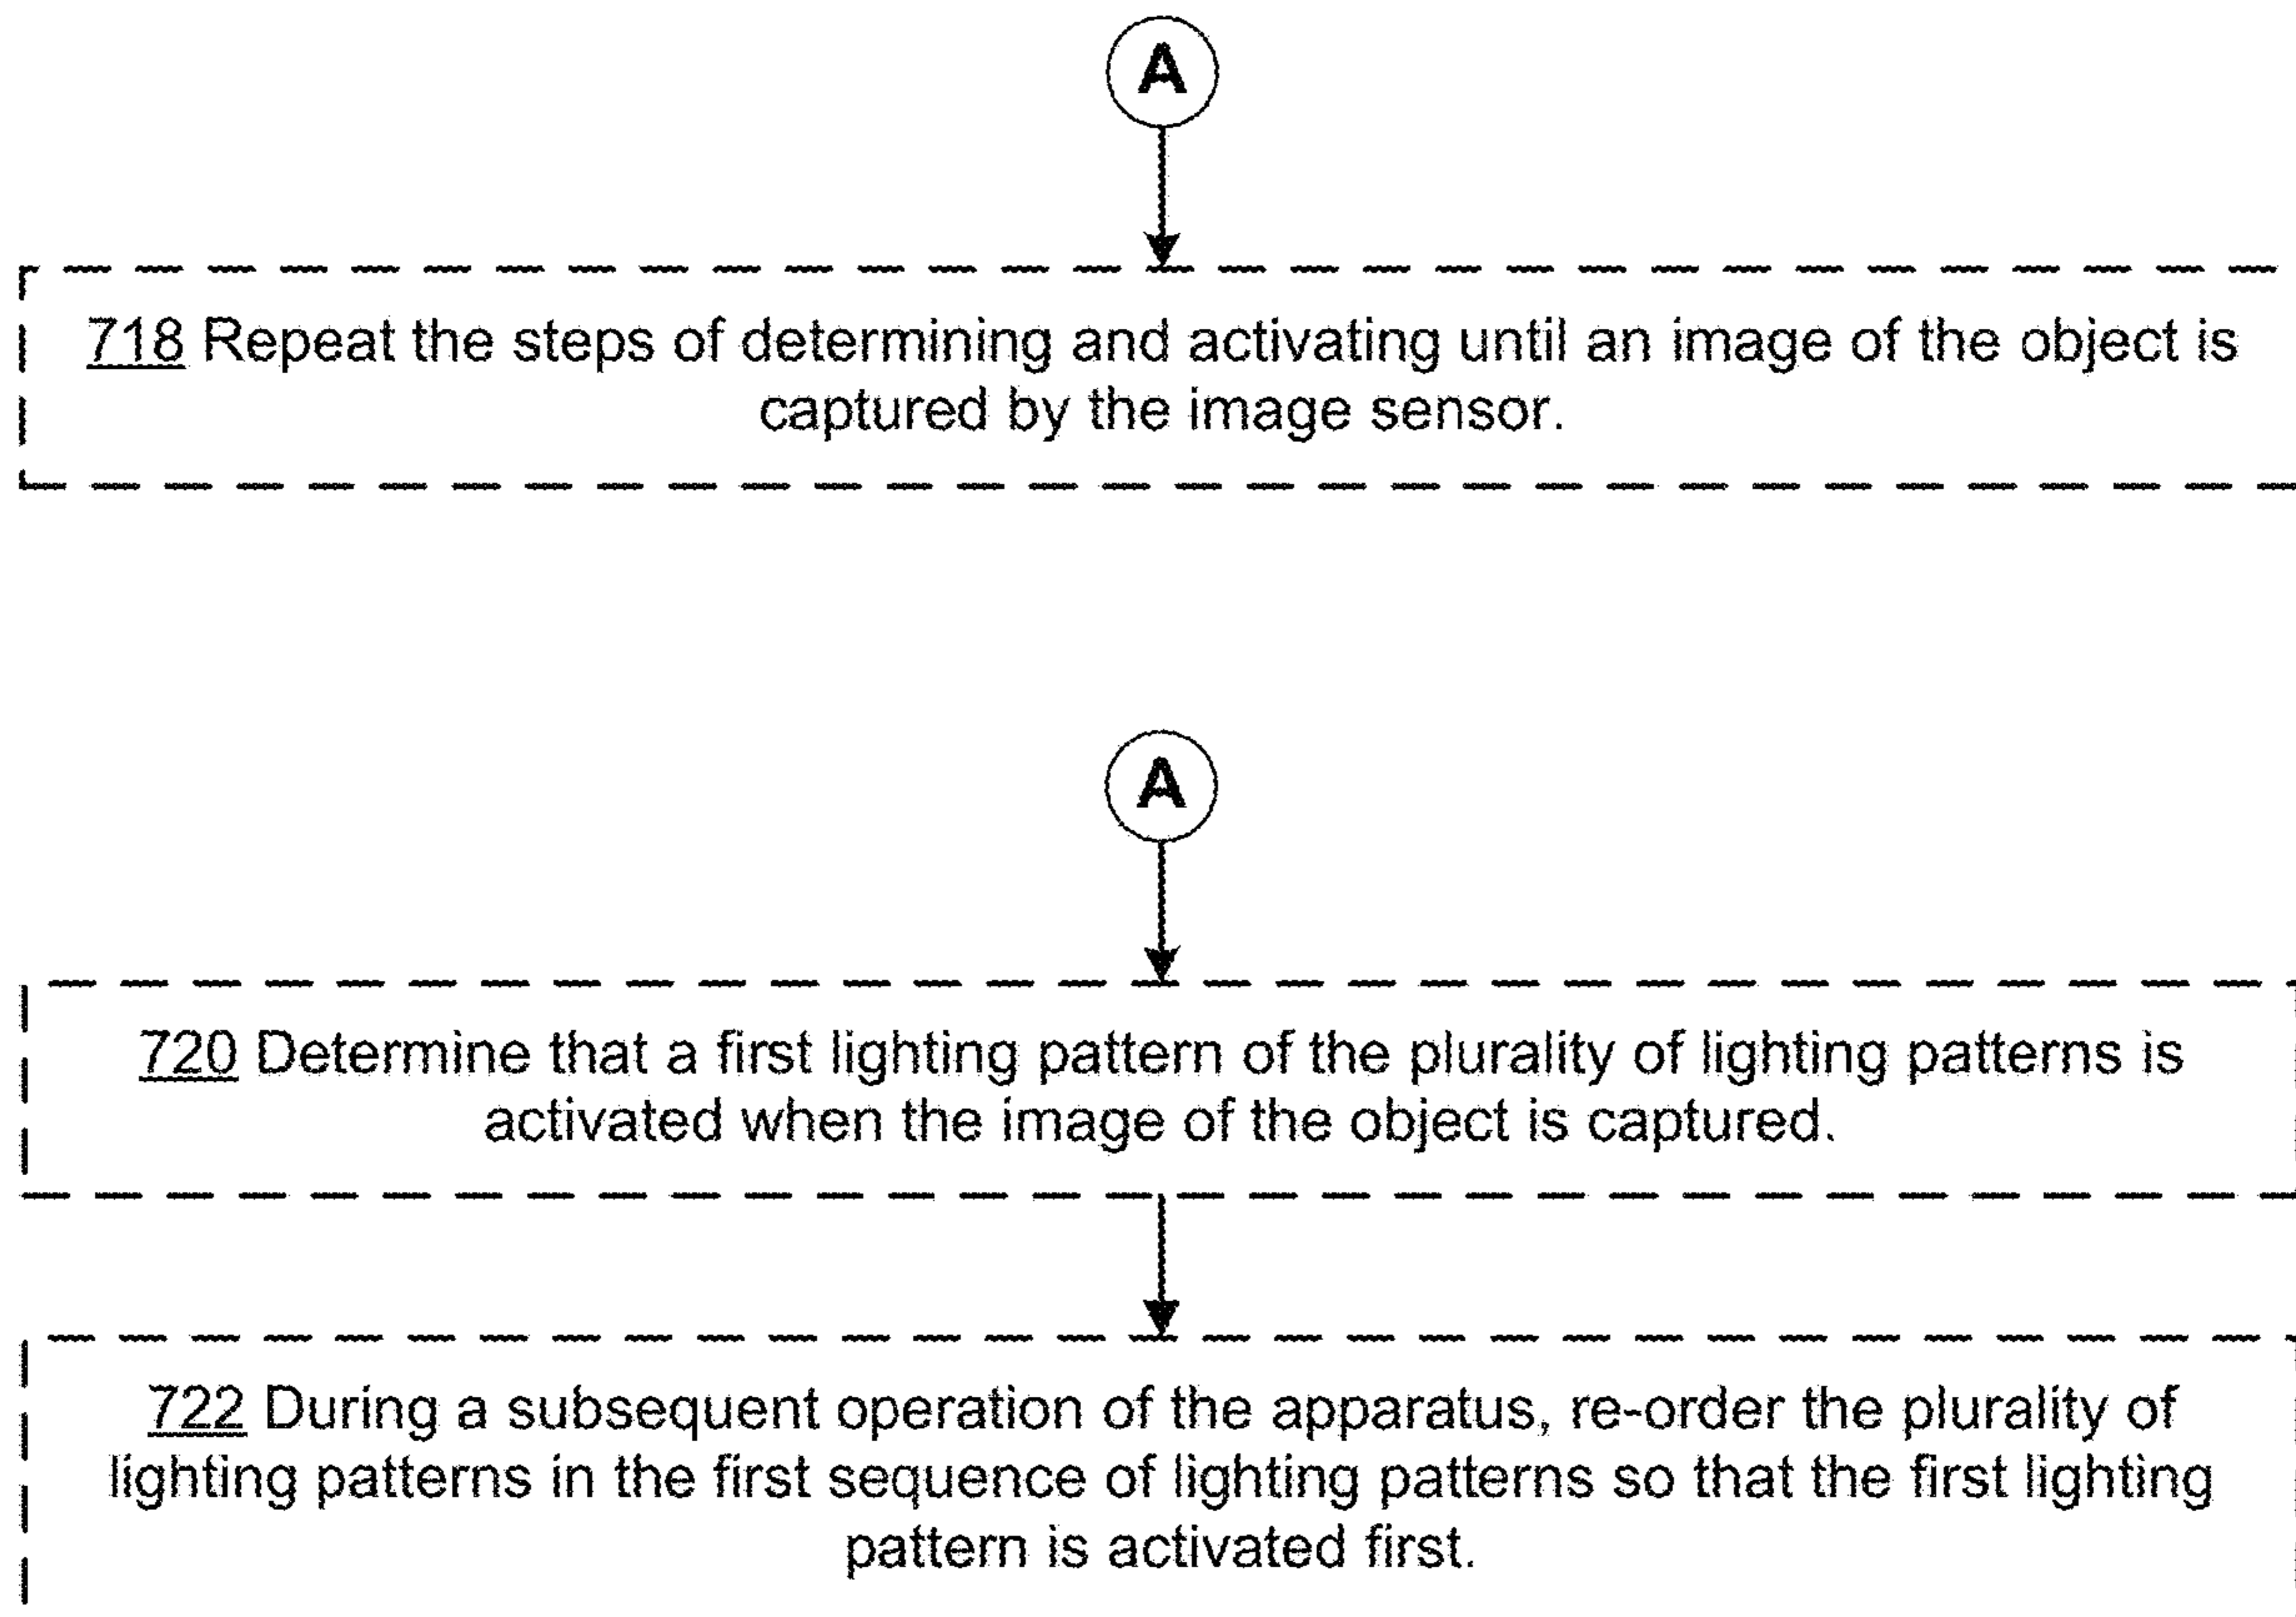 A
718 Repeat the steps of determining and activating until an image of the object is
captured by the image sensor.
A
720 Determine that a first lighting pattern of the plurality of lighting patterns is
activated when the image of the object is captured.
722 During a subsequent operation of the apparatus, re-order the plurality of
lighting patterns in the first sequence of lighting patterns so that the first lighting
pattern is activated first.